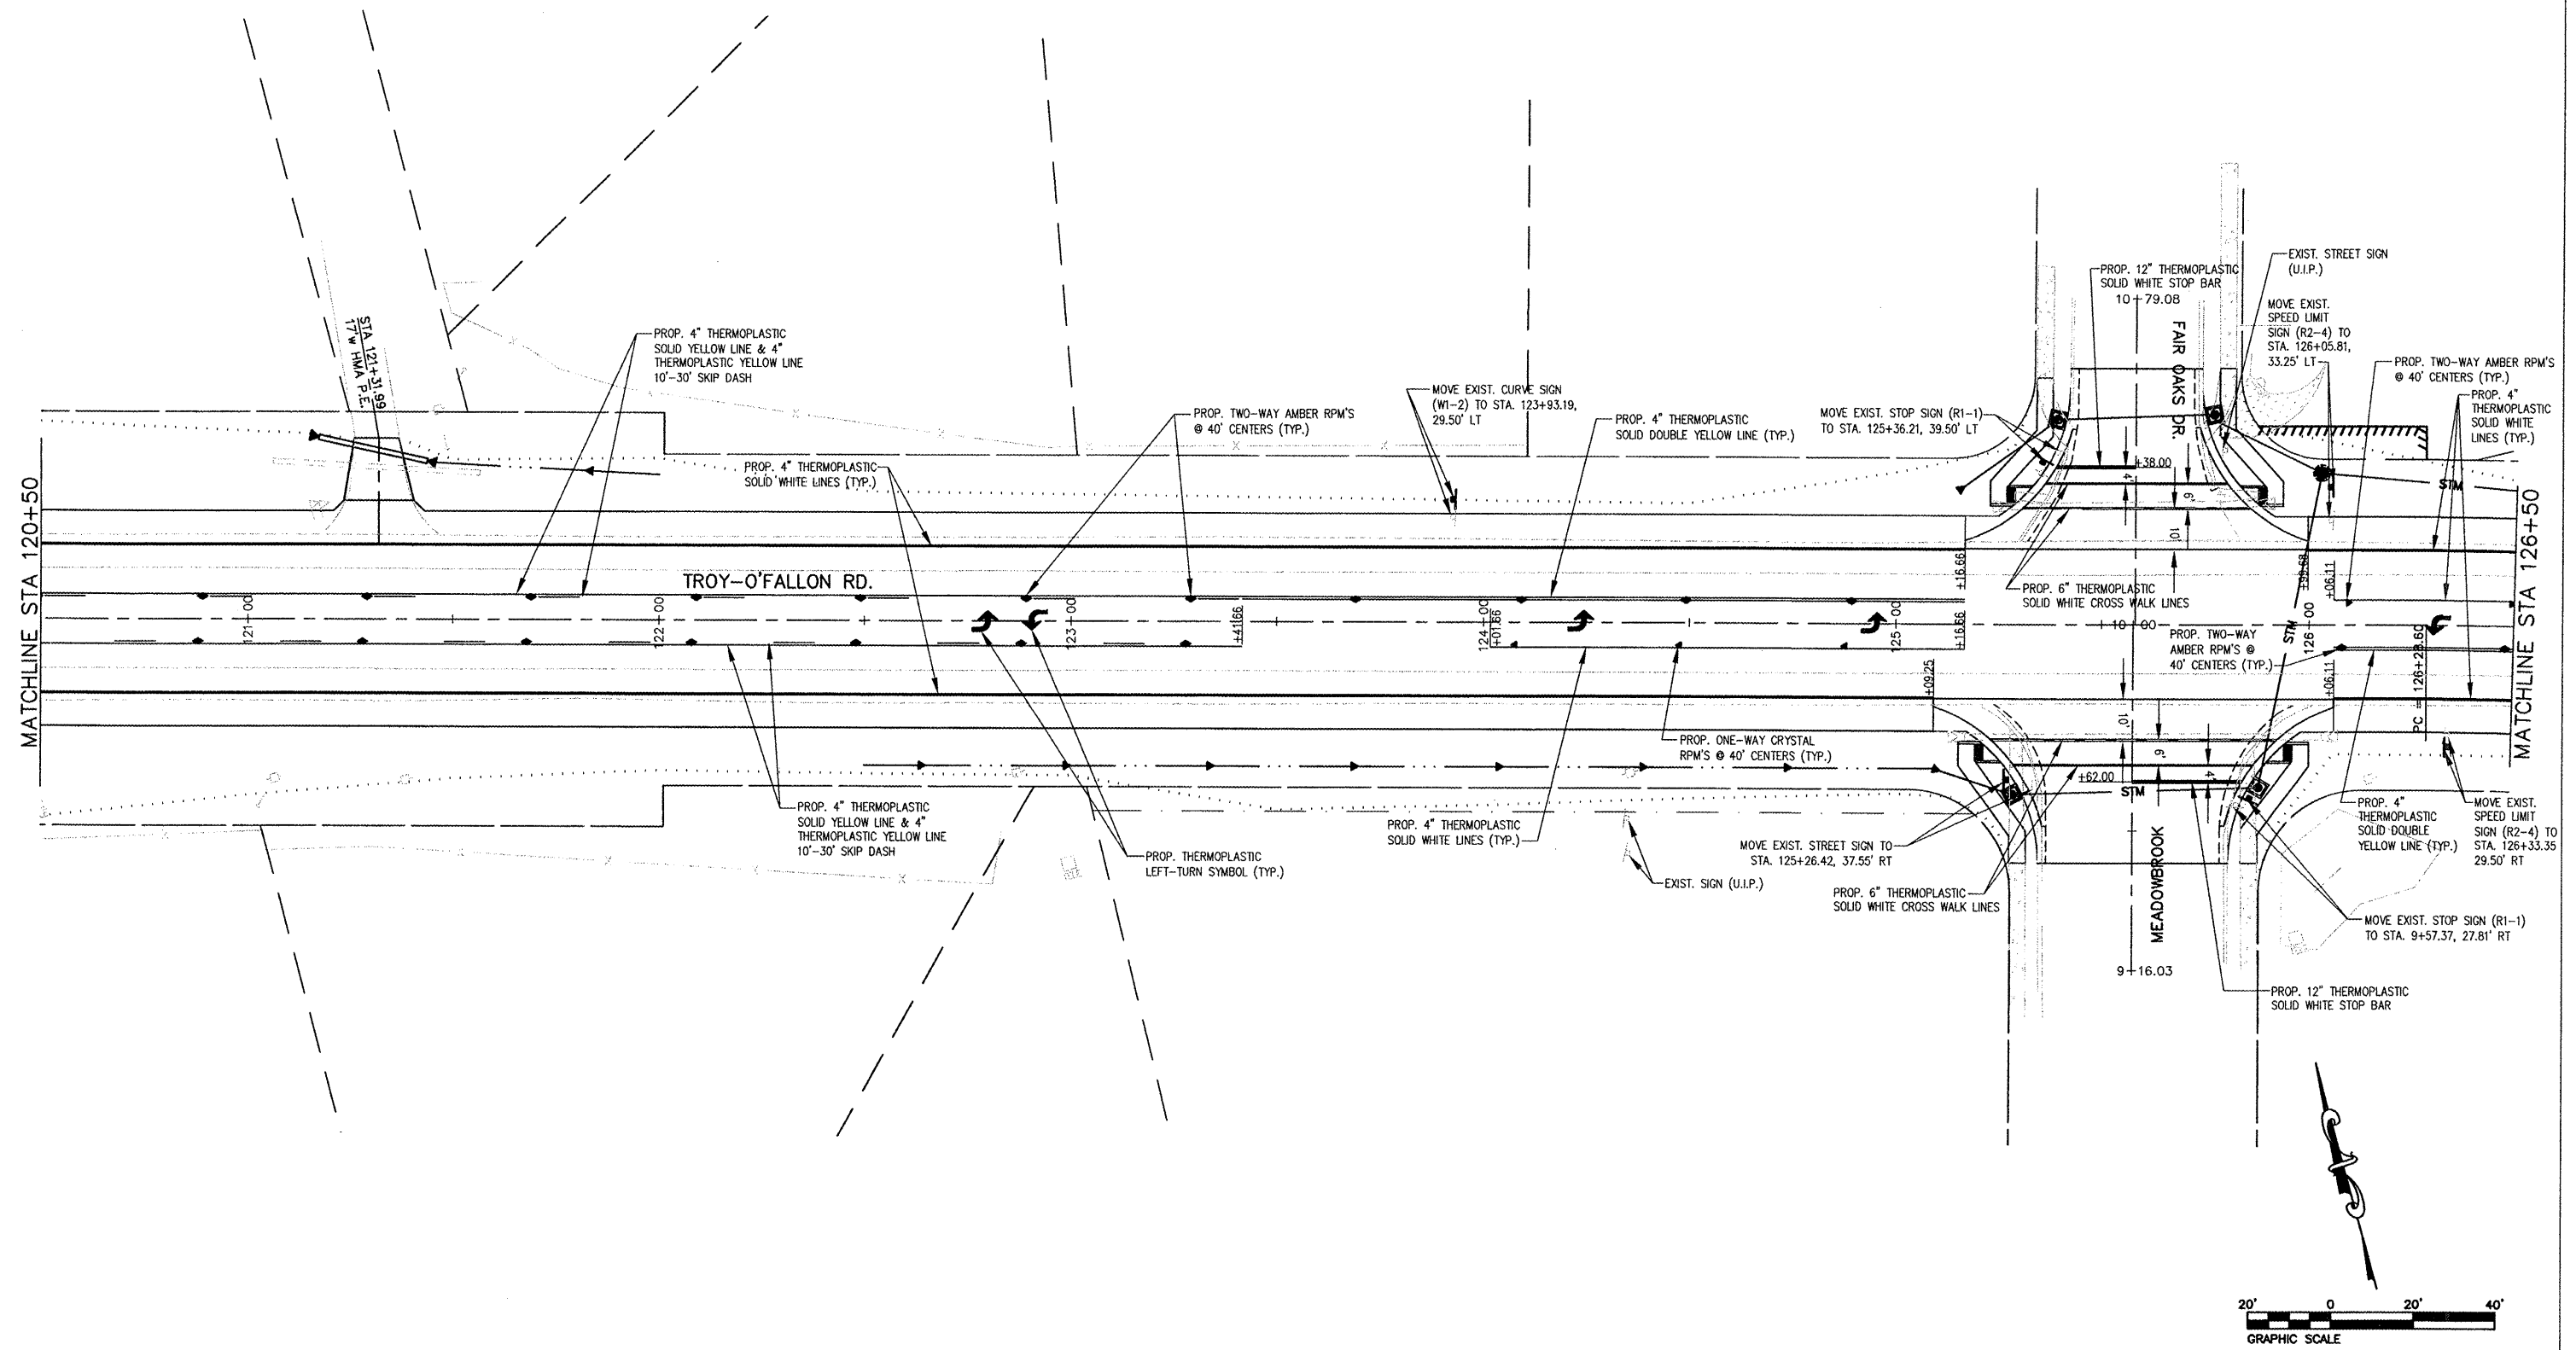 MATCHLINE STA 120+50
STA 121+31.99
17'W HMA P.E.
PROP. 4" THERMOPLASTIC
SOLID YELLOW LINE & 4"
THERMOPLASTIC YELLOW LINE
10'-30' SKIP DASH
PROP. 4" THERMOPLASTIC
SOLID WHITE LINES (TYP.)
PROP. TWO-WAY AMBER RPM'S
@ 40' CENTERS (TYP.)
MOVE EXIST. CURVE SIGN
(W1-2) TO STA. 123+93.19,
29.50' LT
PROP. 4" THERMOPLASTIC
SOLID DOUBLE YELLOW LINE (TYP.)
MOVE EXIST. STOP SIGN (R1-1)
TO STA. 125+36.21, 39.50' LT
PROP. 12" THERMOPLASTIC
SOLID WHITE STOP BAR
10+79.08
FAIR OAKS DR.
EXIST. STREET SIGN
(U.I.P.)
MOVE EXIST.
SPEED LIMIT
SIGN (R2-4) TO
STA. 126+05.81,
33.25' LT
PROP. TWO-WAY AMBER RPM'S
@ 40' CENTERS (TYP.)
PROP. 4"
THERMOPLASTIC
SOLID WHITE
LINES (TYP.)
+38.00
4'
6'
10'
STM
TROY-O'FALLON RD.
121+00
122+00
123+00
+41.66
124+00
+01.66
125+00
+16.66
+16.66
+09.25
PROP. 6" THERMOPLASTIC
SOLID WHITE CROSS WALK LINES
+99.68
+06.11
10+00
126+00
STM
PROP. TWO-WAY
AMBER RPM'S @
40' CENTERS (TYP.)
+06.11
PC = 126+28.60
MATCHLINE STA 126+50
10'
6'
4'
+62.00
STM
PROP. ONE-WAY CRYSTAL
RPM'S @ 40' CENTERS (TYP.)
PROP. 4" THERMOPLASTIC
SOLID YELLOW LINE & 4"
THERMOPLASTIC YELLOW LINE
10'-30' SKIP DASH
PROP. THERMOPLASTIC
LEFT-TURN SYMBOL (TYP.)
PROP. 4" THERMOPLASTIC
SOLID WHITE LINES (TYP.)
EXIST. SIGN (U.I.P.)
MOVE EXIST. STREET SIGN TO
STA. 125+26.42, 37.55' RT
PROP. 6" THERMOPLASTIC
SOLID WHITE CROSS WALK LINES
MEADOWBROOK
9+16.03
PROP. 4"
THERMOPLASTIC
SOLID DOUBLE
YELLOW LINE (TYP.)
MOVE EXIST.
SPEED LIMIT
SIGN (R2-4) TO
STA. 126+33.35
29.50' RT
MOVE EXIST. STOP SIGN (R1-1)
TO STA. 9+57.37, 27.81' RT
PROP. 12" THERMOPLASTIC
SOLID WHITE STOP BAR
20' 0 20' 40'
GRAPHIC SCALE